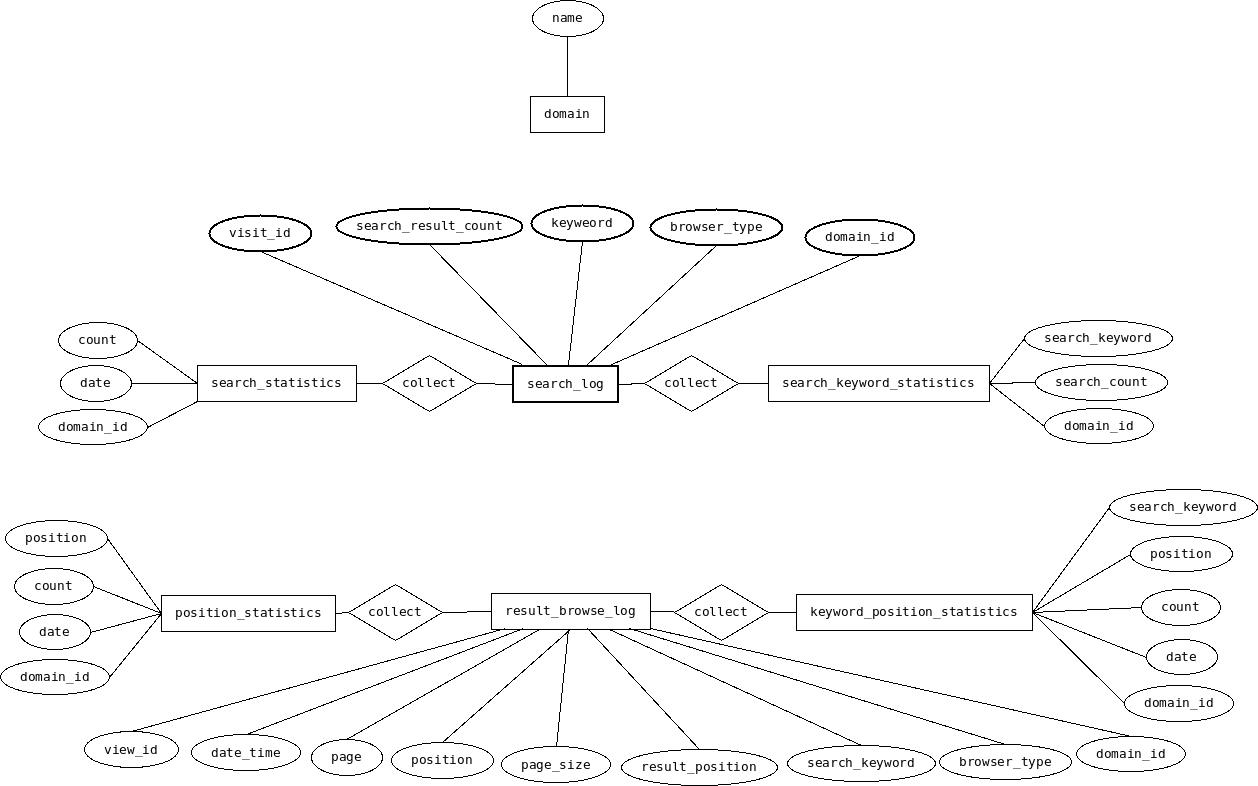 name
domain
visit_id
search_result_count
keyweord
browser_type
domain_id
count
date
domain_id
search_statistics
collect
search_log
collect
search_keyword_statistics
search_keyword
search_count
domain_id
position
count
date
domain_id
position_statistics
collect
result_browse_log
collect
keyword_position_statistics
search_keyword
position
count
date
domain_id
view_id
date_time
page
position
page_size
result_position
search_keyword
browser_type
domain_id